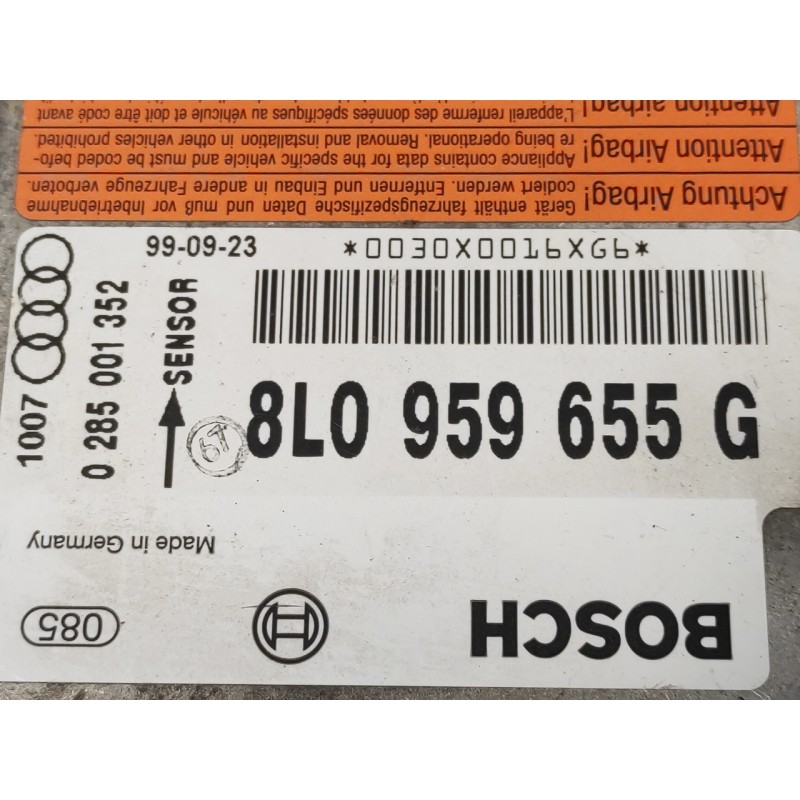 Achtung Airbag! Gerät enthält fahrzeugspezifische Daten und muß vor Inbetriebnahme
codiert werden. Entfernen und Einbau in andere Fahrzeuge verboten.
Attention Airbag! Appliance contains data for the specific vehicle and must be coded befo-
re being operational. Removal and installation in other vehicles prohibited.
Attention airbag! L'appareil renferme des données spécifiques au véhicule et doit être codé avant
99-09-23
1007
0 285 001 352
SENSOR
67
8L0 959 655 G
Made in Germany
085
BOSCH